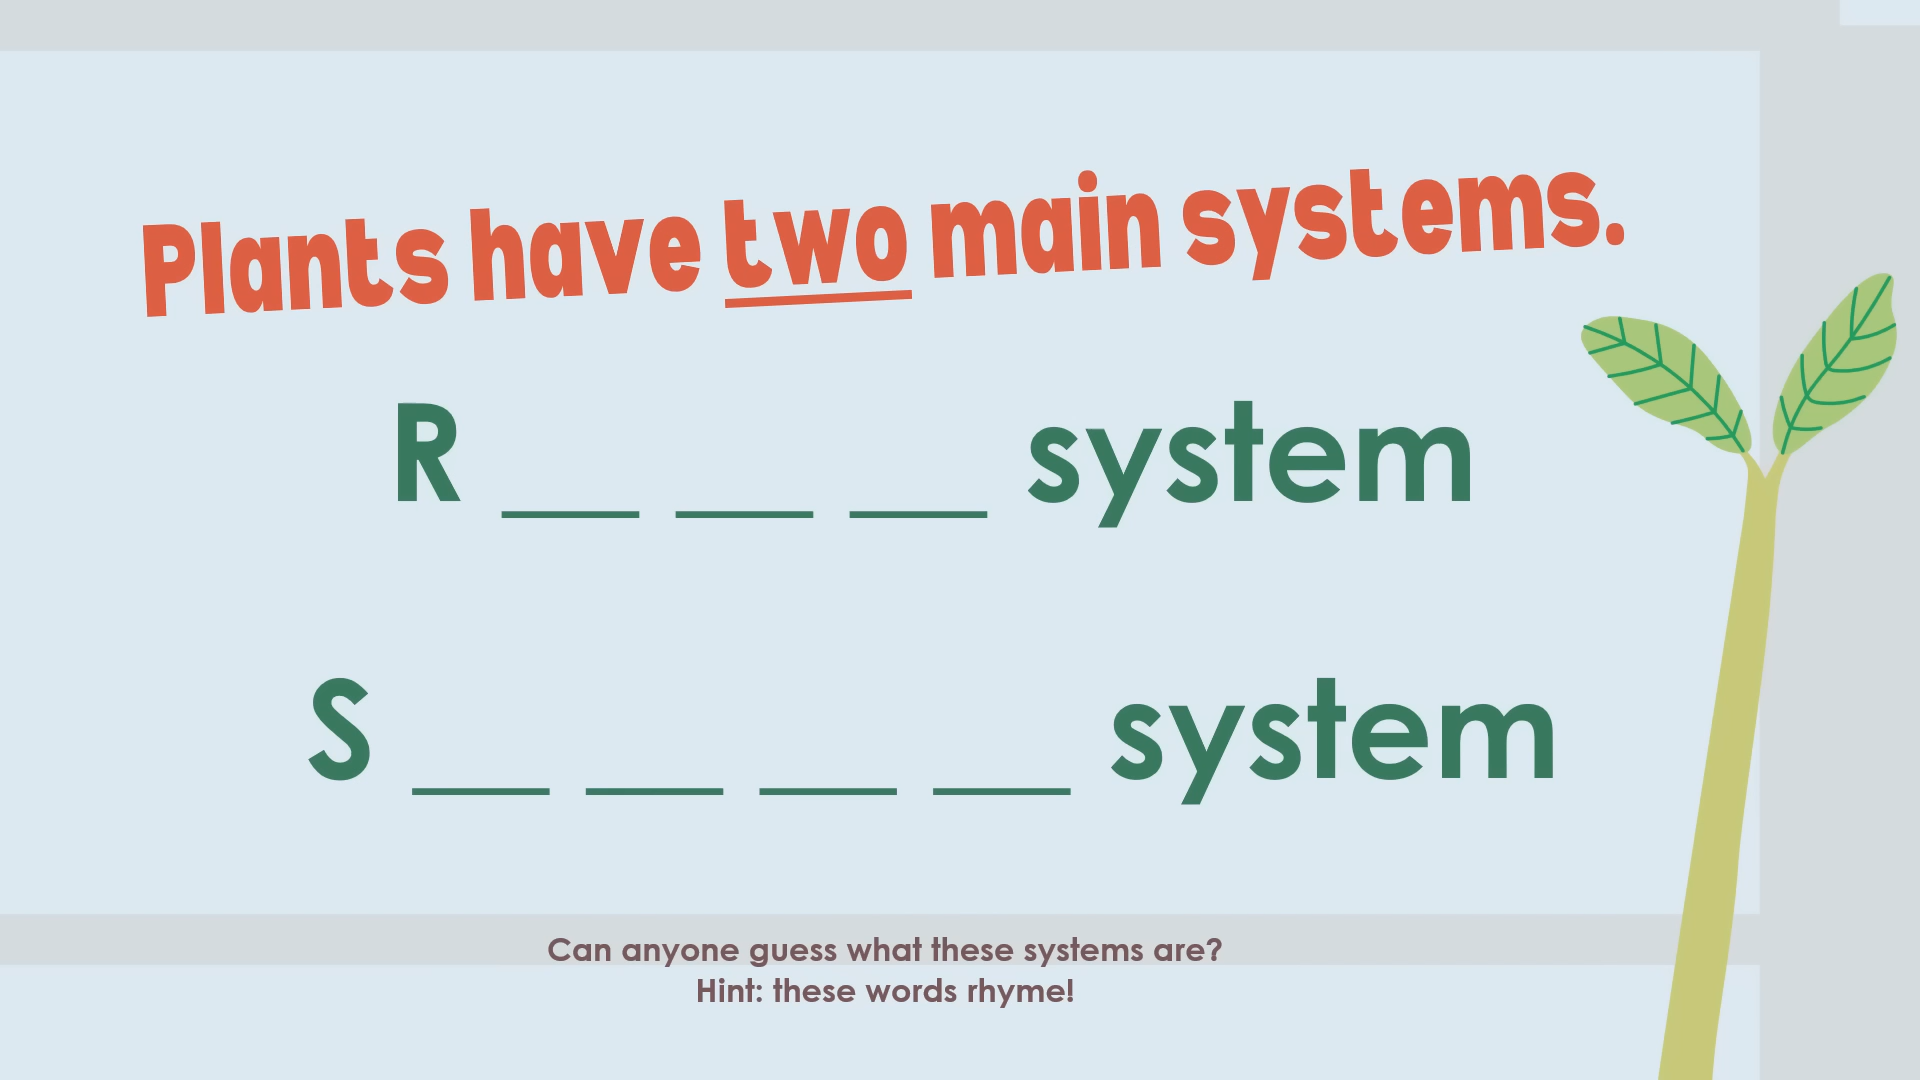 Plants have two main systems.
R __ __ __ system
S __ __ __ __ system
Can anyone guess what these systems are?
Hint: these words rhyme!